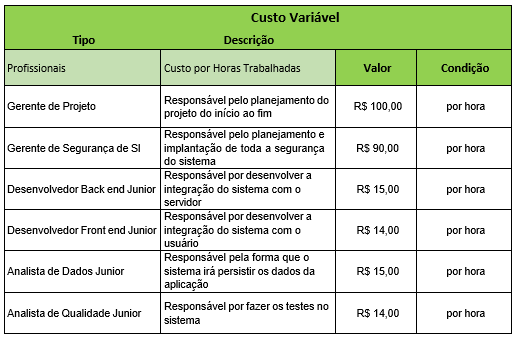 Custo Variável
Tipo Descrição
Profissionais Custo por Horas Trabalhadas Valor Condição
Gerente de Projeto
Responsável pelo planejamento do
projeto do início ao fim
R$ 100,00 por hora
Gerente de Segurança de SI
Responsável pelo planejamento e
implantação de toda a segurança
do sistema
R$ 90,00 por hora
Desenvolvedor Back end Junior
Responsável por desenvolver a
integração do sistema com o
servidor
R$ 15,00 por hora
Desenvolvedor Front end Junior
Responsável por desenvolver a
integração do sistema com o
usuário
R$ 14,00 por hora
Analista de Dados Junior
Responsável pela forma que o
sistema irá persistir os dados da
aplicação
R$ 15,00 por hora
Analista de Qualidade Junior
Responsável por fazer os testes no
sistema
R$ 14,00 por hora